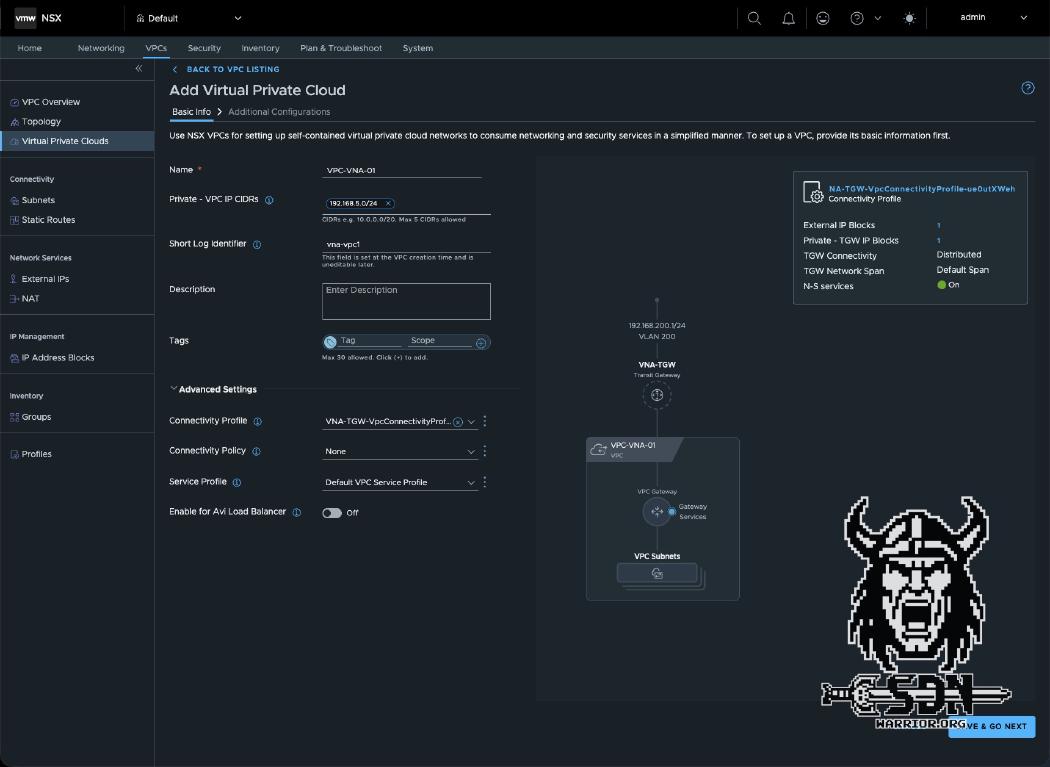 vmw NSX
Default
admin
Home
Networking
VPCs
Security
Inventory
Plan & Troubleshoot
System
BACK TO VPC LISTING
Add Virtual Private Cloud
Basic Info
Additional Configurations
Use NSX VPCs for setting up self-contained virtual private cloud networks to consume networking and security services in a simplified manner. To set up a VPC, provide its basic information first.
VPC Overview
Topology
Virtual Private Clouds
Connectivity
Subnets
Static Routes
Network Services
External IPs
NAT
IP Management
IP Address Blocks
Inventory
Groups
Profiles
Name *
VPC-VNA-01
Private - VPC IP CIDRs
192.168.5.0/24
CIDRs e.g. 10.0.0.0/20. Max 5 CIDRs allowed
Short Log Identifier
vna-vpc1
This field is set at the VPC creation time and is
uneditable later.
Description
Enter Description
Tags
Tag
Scope
Max 30 allowed. Click (+) to add.
Advanced Settings
Connectivity Profile
VNA-TGW-VpcConnectivityProf...
Connectivity Policy
None
Service Profile
Default VPC Service Profile
Enable for Avi Load Balancer
Off
NA-TGW-VpcConnectivityProfile-ue0utXWeh
Connectivity Profile
External IP Blocks
1
Private - TGW IP Blocks
1
TGW Connectivity
Distributed
TGW Network Span
Default Span
N-S services
On
192.168.200.1/24
VLAN 200
VNA-TGW
Transit Gateway
VPC-VNA-01
VPC
VPC Gateway
Gateway
Services
VPC Subnets
SDN
WARRIOR.ORG
& GO NEXT